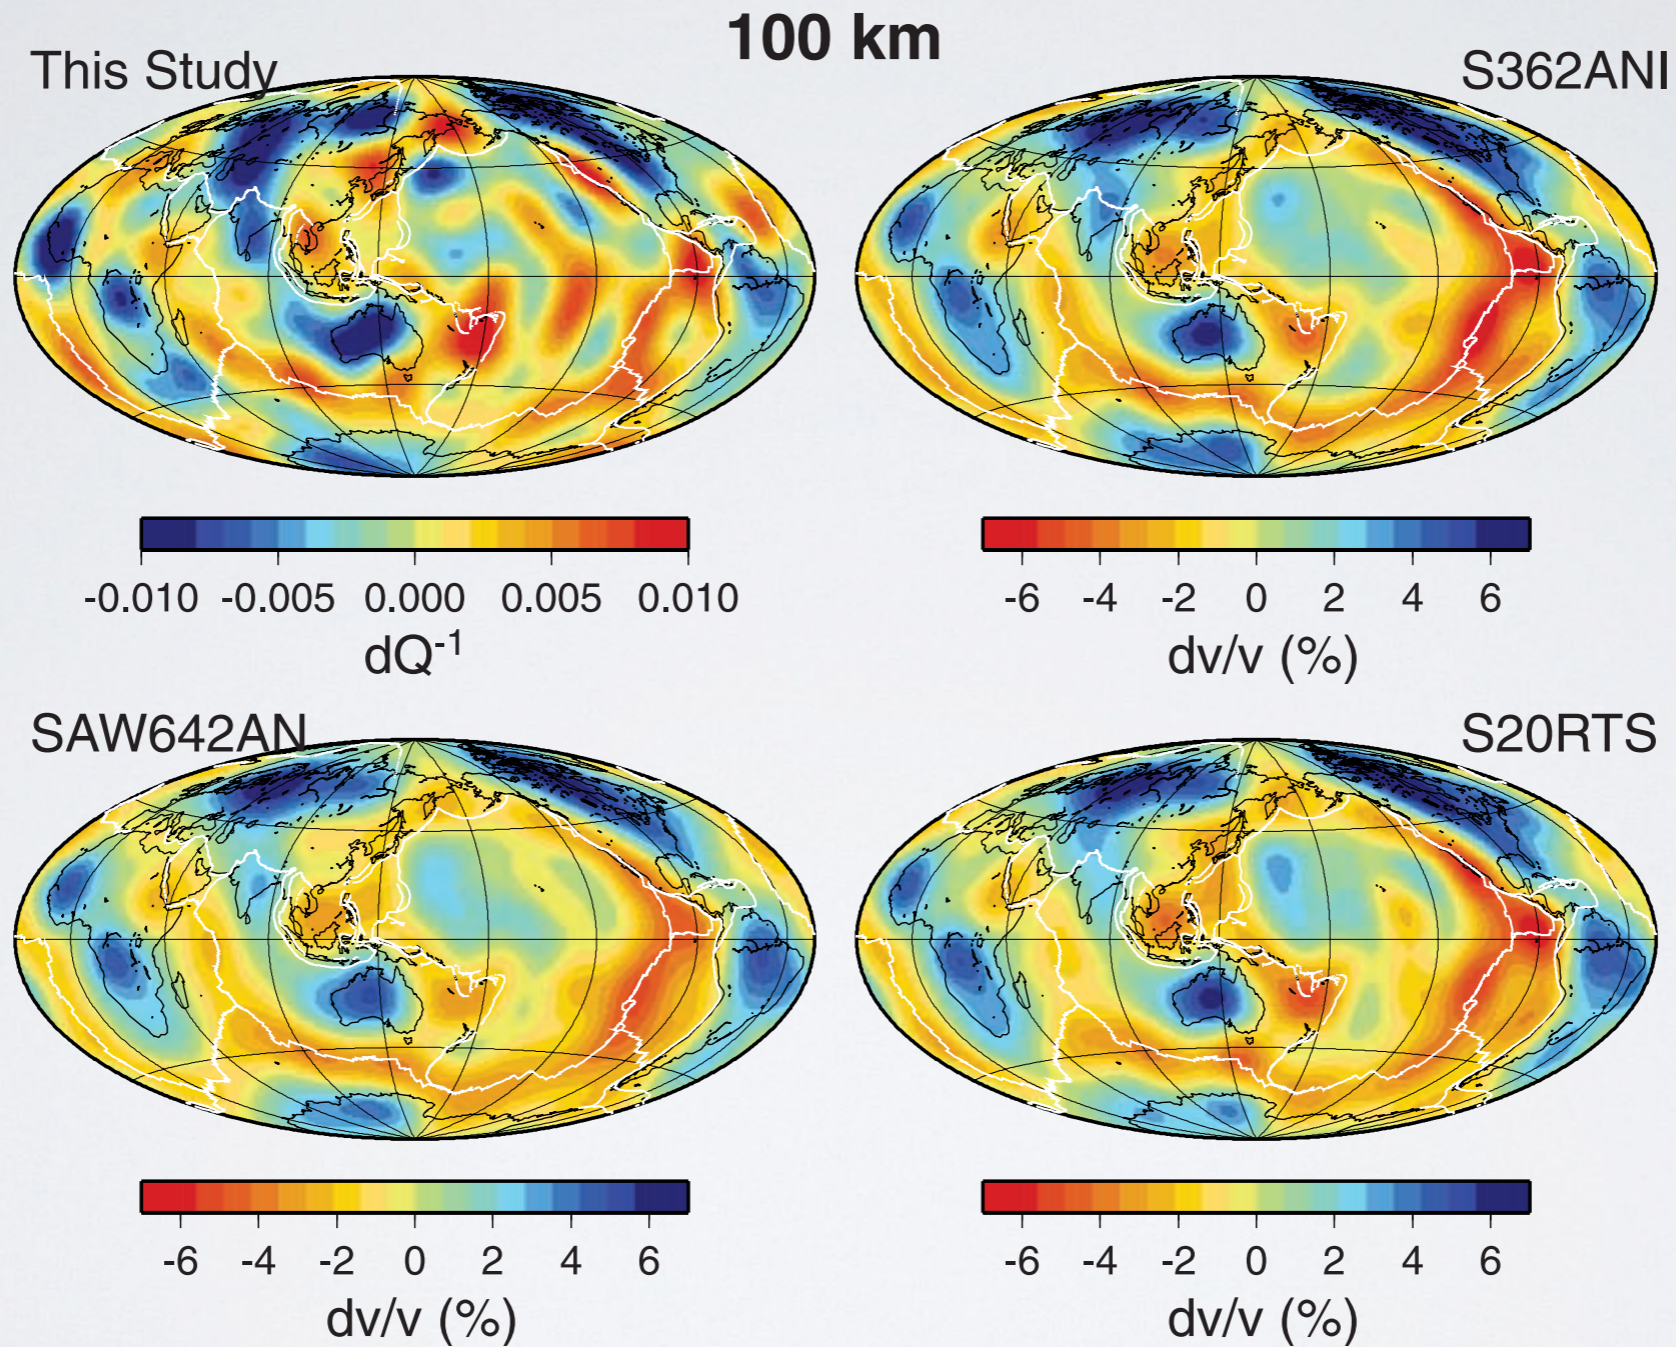 100 km
This Study
S362ANI
-0.010 -0.005 0.000 0.005 0.010
dQ⁻¹
-6 -4 -2 0 2 4 6
dv/v (%)
SAW642AN
S20RTS
-6 -4 -2 0 2 4 6
dv/v (%)
-6 -4 -2 0 2 4 6
dv/v (%)